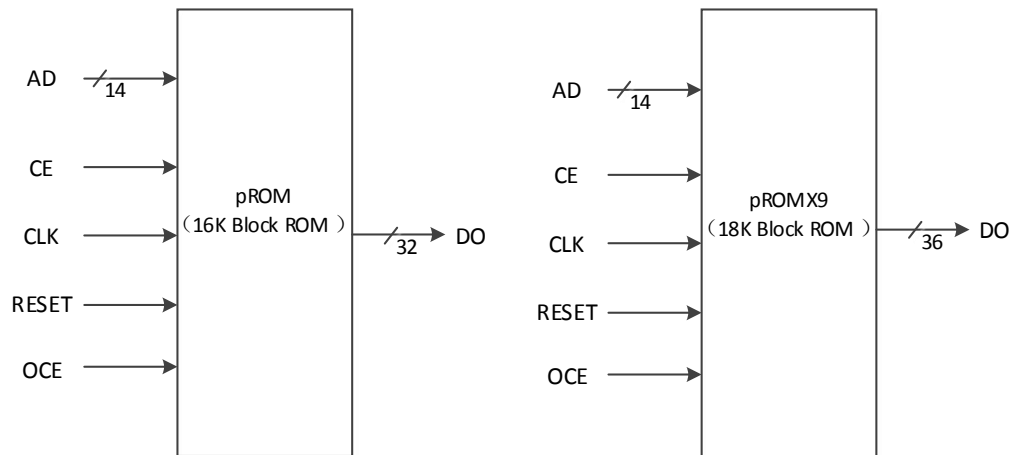 AD
14
CE
CLK
RESET
OCE
pROM
（16K Block ROM ）
32
DO
AD
14
CE
CLK
RESET
OCE
pROMX9
（18K Block ROM ）
36
DO